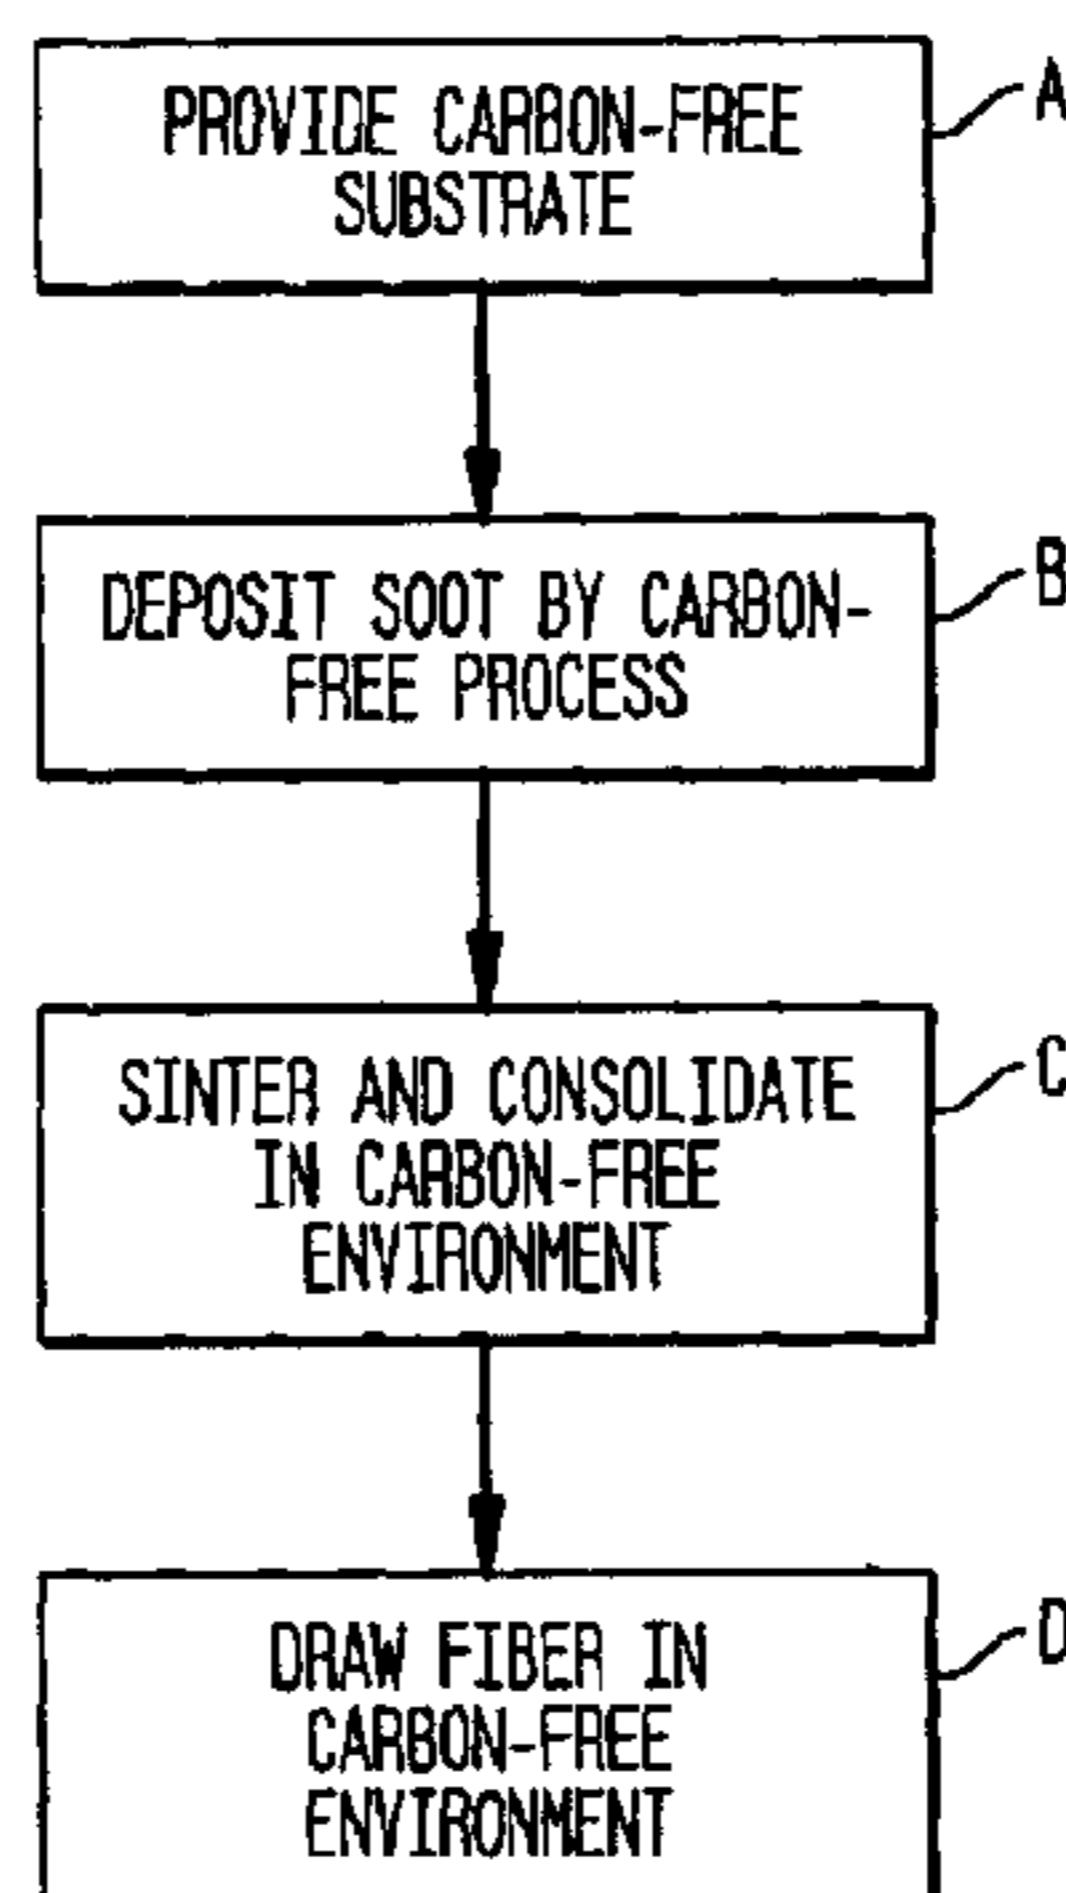 PROVIDE CARBON-FREE
SUBSTRATE
A
DEPOSIT SOOT BY CARBON-
FREE PROCESS
B
SINTER AND CONSOLIDATE
IN CARBON-FREE
ENVIRONMENT
C
DRAW FIBER IN
CARBON-FREE
ENVIRONMENT
D